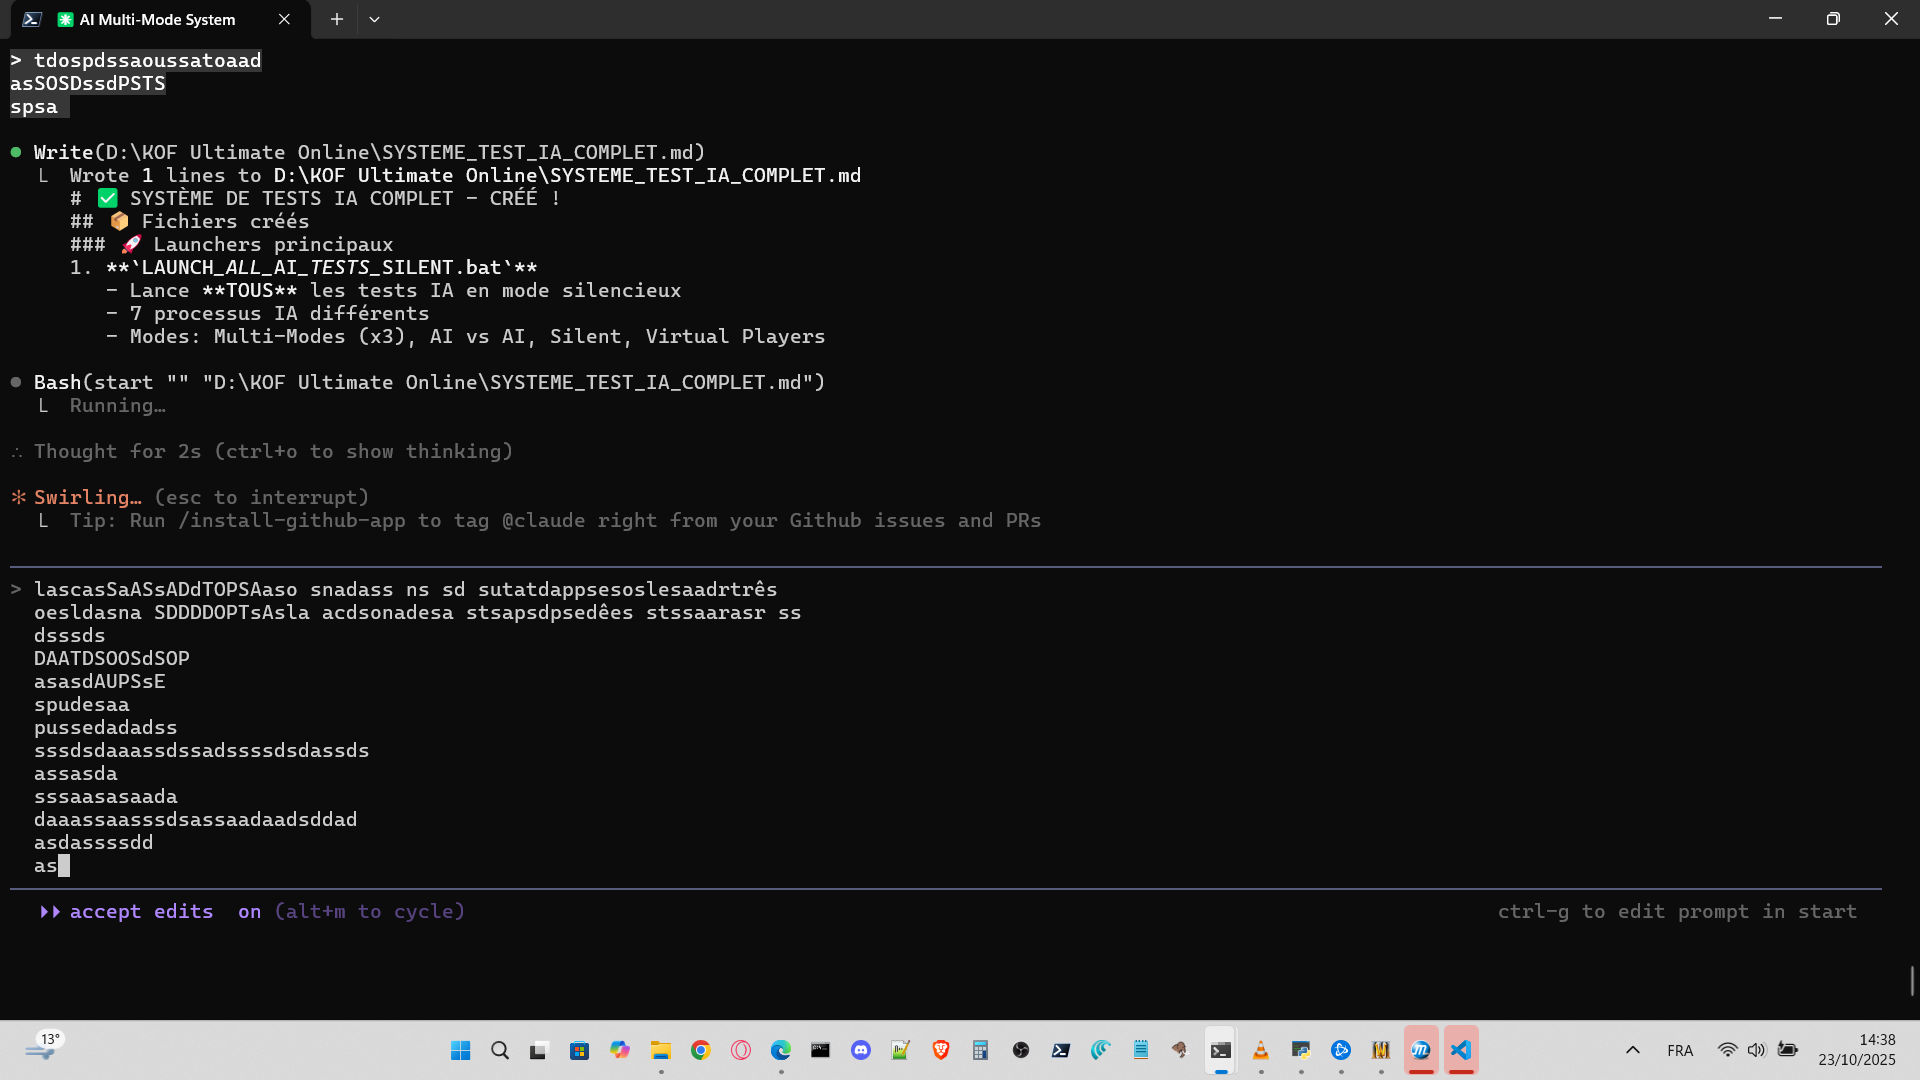 AI Multi-Mode System
> tdospdssaoussatoaad
asSOSDssdPSTS
spsa
● Write(D:\KOF Ultimate Online\SYSTEME_TEST_IA_COMPLET.md)
└ Wrote 1 lines to D:\KOF Ultimate Online\SYSTEME_TEST_IA_COMPLET.md
# ✅ SYSTÈME DE TESTS IA COMPLET - CRÉÉ !
## 📦 Fichiers créés
### 🚀 Launchers principaux
1. **`LAUNCH_ALL_AI_TESTS_SILENT.bat`**
- Lance **TOUS** les tests IA en mode silencieux
- 7 processus IA différents
- Modes: Multi-Modes (x3), AI vs AI, Silent, Virtual Players
● Bash(start "" "D:\KOF Ultimate Online\SYSTEME_TEST_IA_COMPLET.md")
└ Running…
∴ Thought for 2s (ctrl+o to show thinking)
✻ Swirling… (esc to interrupt)
└ Tip: Run /install-github-app to tag @claude right from your Github issues and PRs
> lascasSaASsADdTOPSAaso snadass ns sd sutatdappsesoslesaadrtrês
oesldasna SDDDDOPTsAsla acdsonadesa stsapsdpsedêes stssaarasr ss
dsssds
DAATDSOOSdSOP
asasdAUPSsE
spudesaa
pussedadadss
sssdsdaaassdssadssssdsdassds
assasda
sssaasasaada
daaassaasssdsassaadaadsddad
asdassssdd
as
⏵⏵ accept edits on (alt+m to cycle)
ctrl-g to edit prompt in start
13°
FRA
14:38
23/10/2025